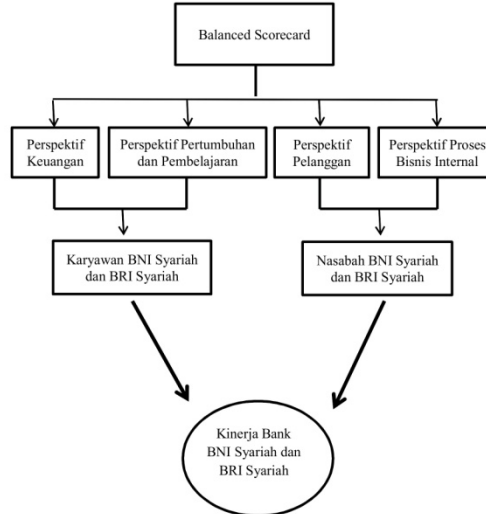 Balanced Scorecard
Perspektif
Keuangan
Perspektif Pertumbuhan
dan Pembelajaran
Perspektif
Pelanggan
Perspektif Proses
Bisnis Internal
Karyawan BNI Syariah
dan BRI Syariah
Nasabah BNI Syariah
dan BRI Syariah
Kinerja Bank
BNI Syariah dan
BRI Syariah